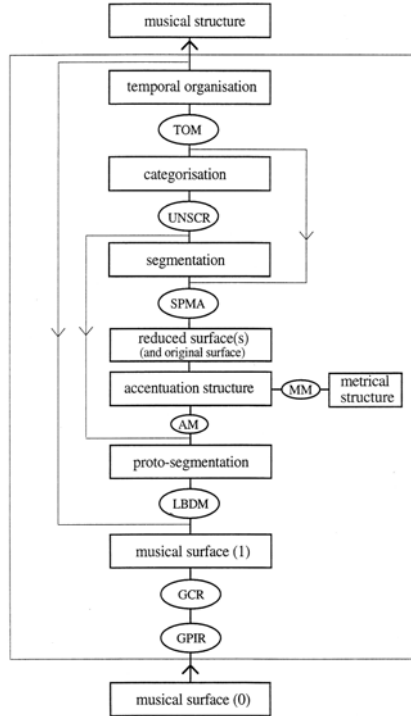 musical structure
temporal organisation
TOM
categorisation
UNSCR
segmentation
SPMA
reduced surface(s)
(and original surface)
accentuation structure
MM
metrical
structure
AM
proto-segmentation
LBDM
musical surface (1)
GCR
GPIR
musical surface (0)